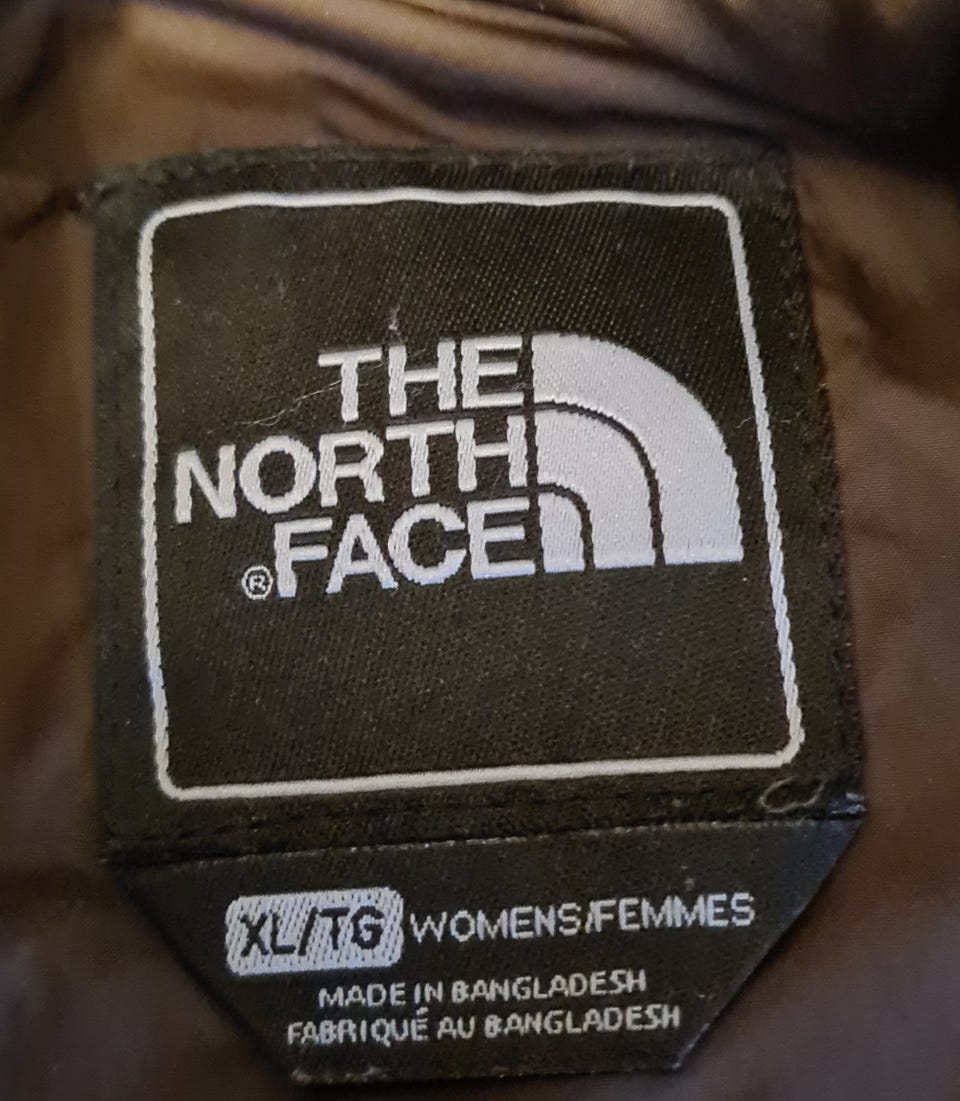 THE
NORTH
FACE
®
XL/TG WOMENS/FEMMES
MADE IN BANGLADESH
FABRIQUÉ AU BANGLADESH